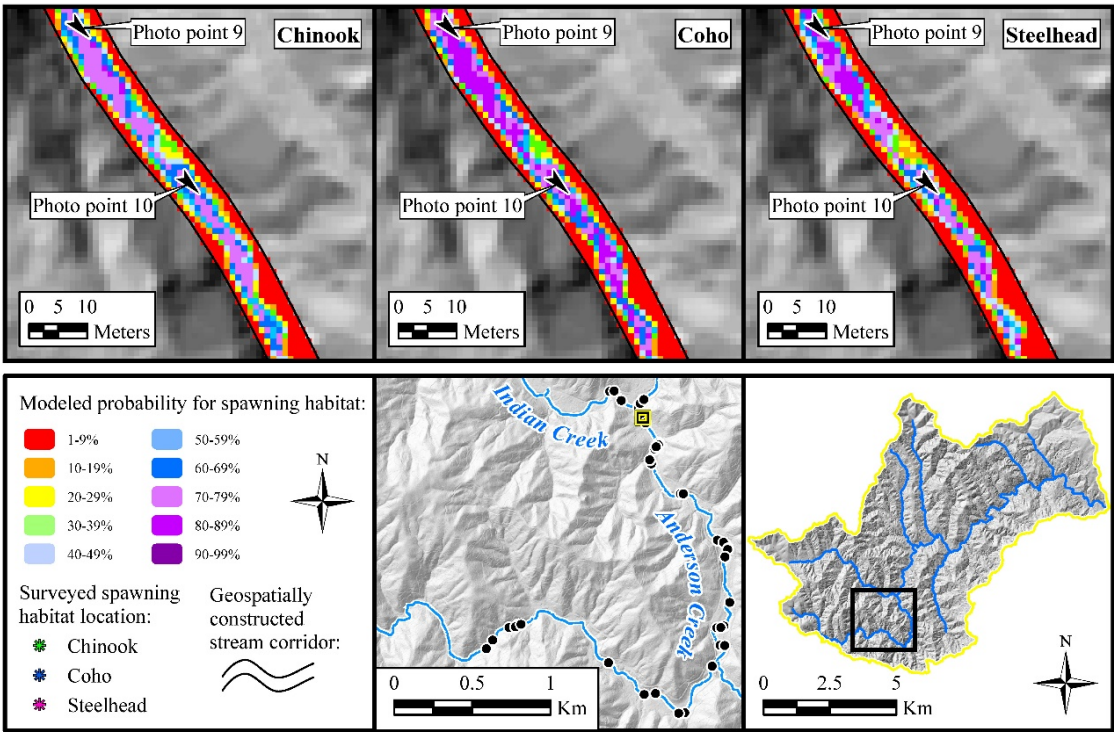 Photo point 9
Chinook
Photo point 10
0 5 10
Meters
Photo point 9
Coho
Photo point 10
0 5 10
Meters
Photo point 9
Steelhead
Photo point 10
0 5 10
Meters
Modeled probability for spawning habitat:
1-9%
10-19%
20-29%
30-39%
40-49%
50-59%
60-69%
70-79%
80-89%
90-99%
N
Surveyed spawning
habitat location:
Chinook
Coho
Steelhead
Geospatially
constructed
stream corridor:
Indian Creek
Anderson Creek
0 0.5 1
Km
N
0 2.5 5
Km